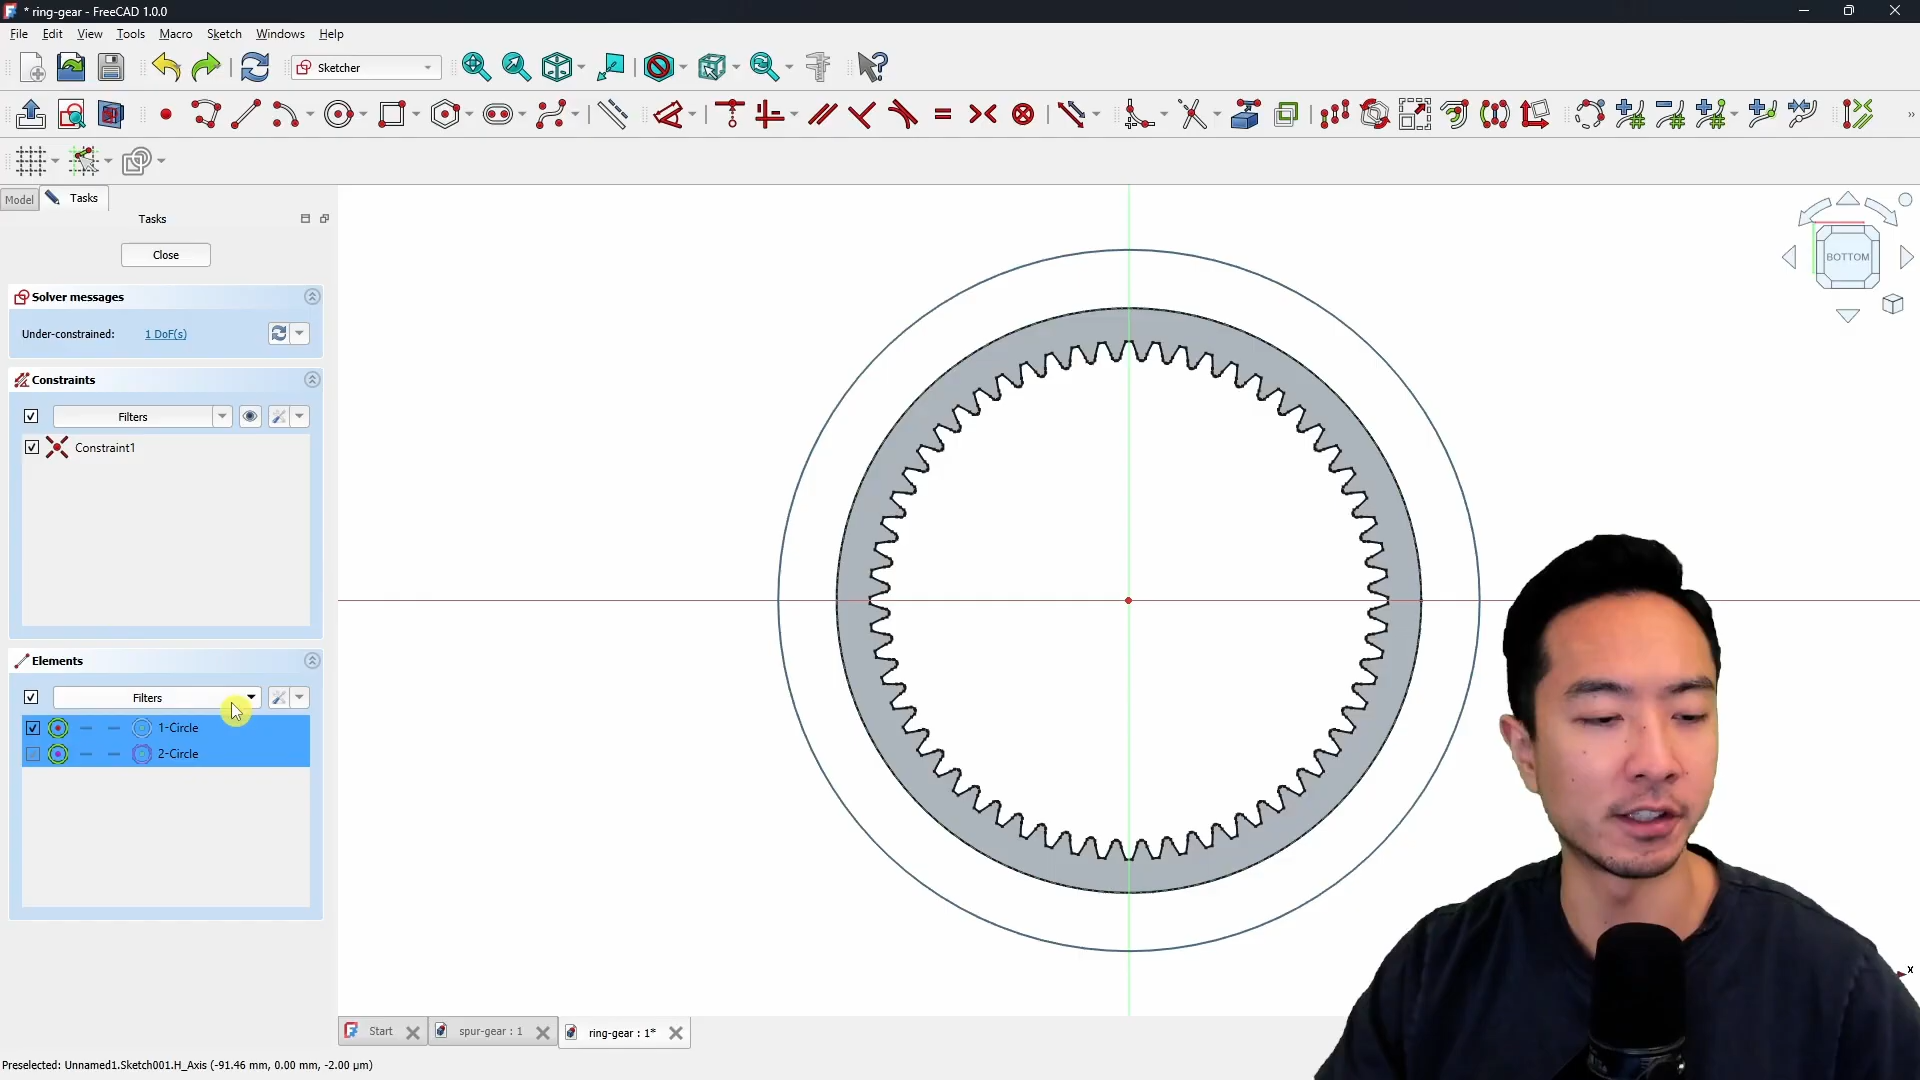 * ring-gear - FreeCAD 1.0.0
File Edit View Tools Macro Sketch Windows Help
Sketcher
»
Model Tasks
Tasks
Close
Solver messages
Under-constrained: 1 DoF(s)
Constraints
Filters
Constraint1
Elements
Filters
1-Circle
2-Circle
BOTTOM
x
Start spur-gear : 1 ring-gear : 1*
Preselected: Unnamed1.Sketch001.H_Axis (-91.46 mm, 0.00 mm, -2.00 µm)